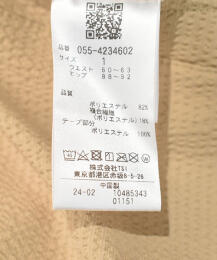 品番 055-4234602
サイズ 1
ウエスト 60-63
ヒップ 88-92
品質
ポリエステル 82%
複合繊維
(ポリエステル) 18%
テープ部分
ポリエステル 100%
株式会社TSI
東京都港区赤坂8-5-26
中国製
24-02 10485343
01151